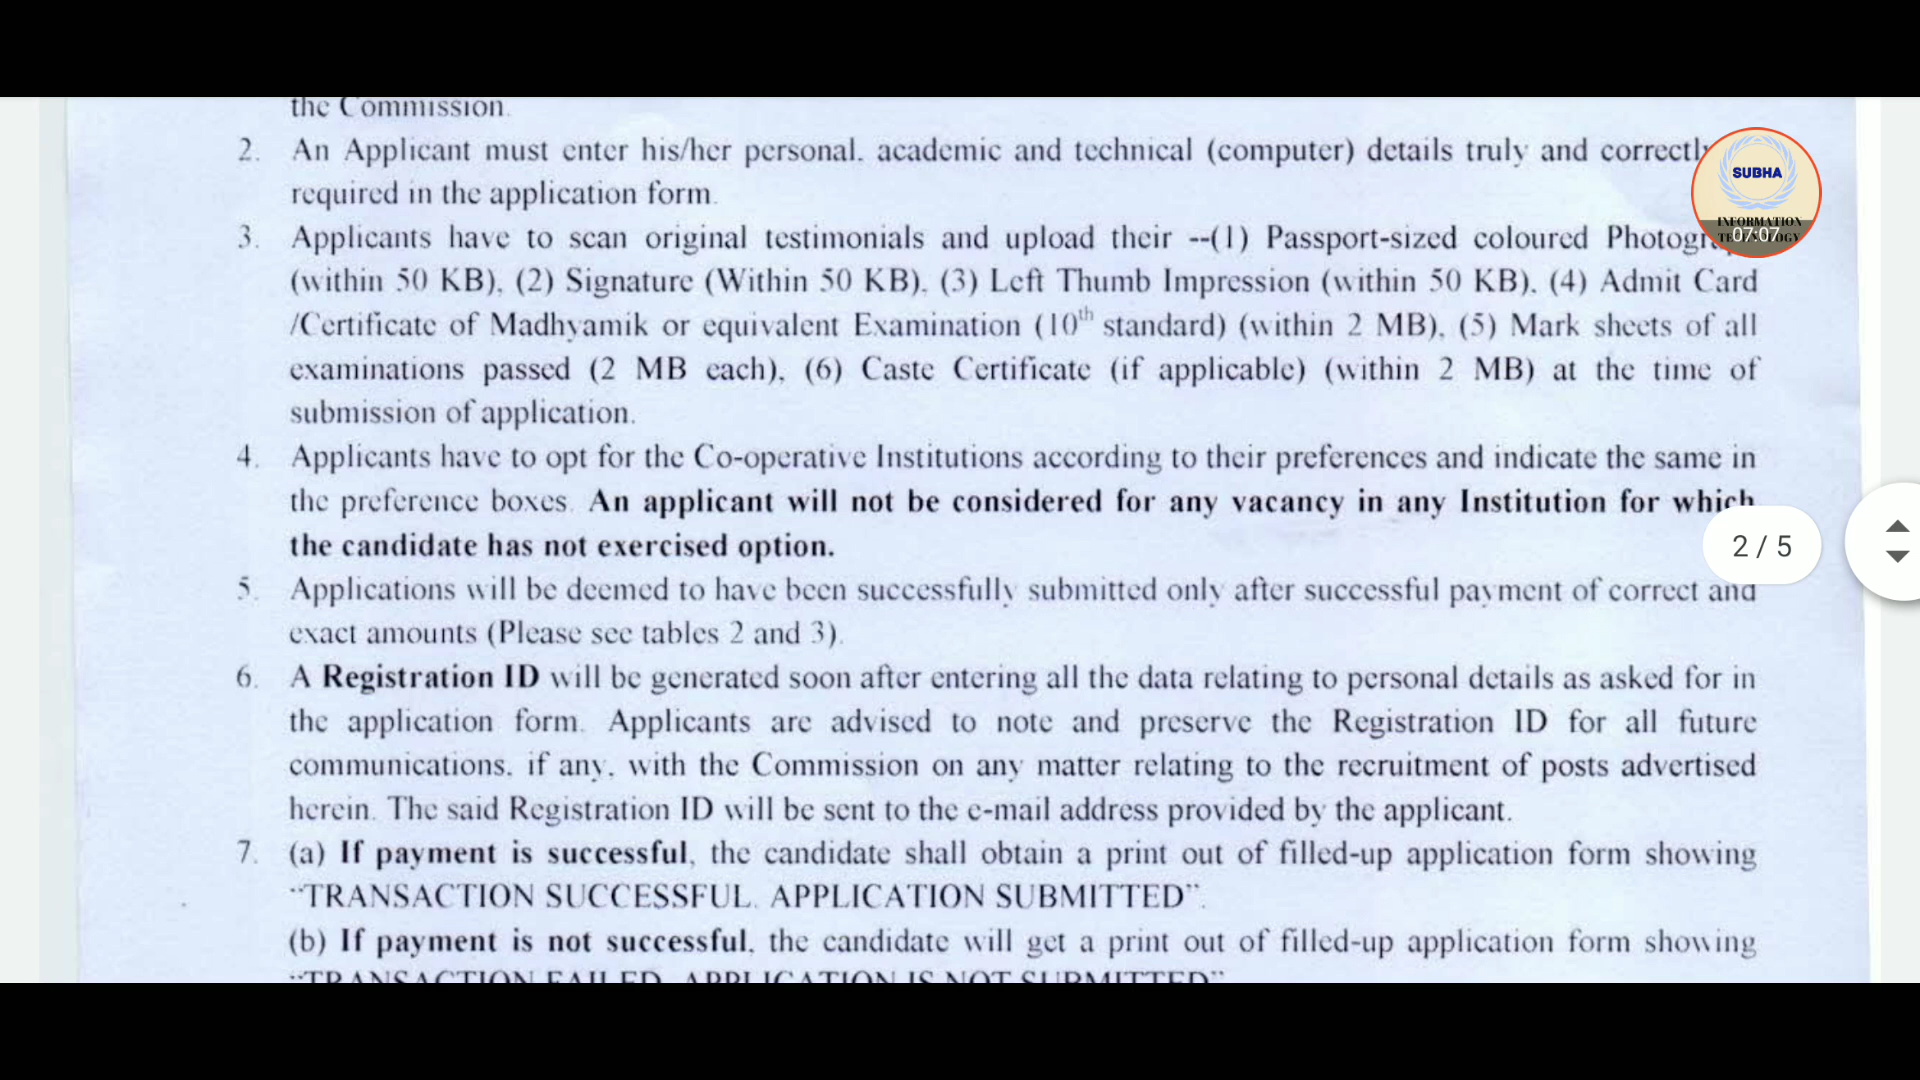 the Commission.
2. An Applicant must enter his/her personal, academic and technical (computer) details truly and correctly
required in the application form.
3. Applicants have to scan original testimonials and upload their --(1) Passport-sized coloured
(within 50 KB), (2) Signature (Within 50 KB), (3) Left Thumb Impression (within 50 KB), (4) Admit Card
/Certificate of Madhyamik or equivalent Examination (10th standard) (within 2 MB), (5) Mark sheets of all
examinations passed (2 MB each), (6) Caste Certificate (if applicable) (within 2 MB) at the time of
submission of application.
4. Applicants have to opt for the Co-operative Institutions according to their preferences and indicate the same in
the preference boxes. An applicant will not be considered for any vacancy in any Institution for which
the candidate has not exercised option.
5. Applications will be deemed to have been successfully submitted only after successful payment of correct and
exact amounts (Please see tables 2 and 3).
6. A Registration ID will be generated soon after entering all the data relating to personal details as asked for in
the application form. Applicants are advised to note and preserve the Registration ID for all future
communications, if any, with the Commission on any matter relating to the recruitment of posts advertised
herein. The said Registration ID will be sent to the e-mail address provided by the applicant.
7. (a) If payment is successful, the candidate shall obtain a print out of filled-up application form showing
"TRANSACTION SUCCESSFUL. APPLICATION SUBMITTED".
(b) If payment is not successful, the candidate will get a print out of filled-up application form showing
"TRANSACTION FAILED. APPLICATION IS NOT SUBMITTED"
SUBHA
INFORMATION
07:07
2 / 5